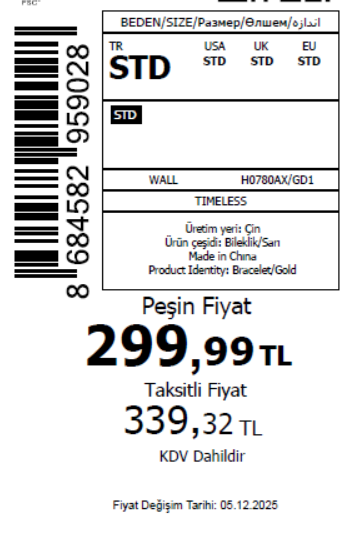 FSC
BEDEN/SIZE/Размер/Өлшем/اندازه
TR USA UK EU
STD STD STD STD
STD
WALL H0780AX/GD1
TIMELESS
Üretim yeri: Çin
Ürün çeşidi: Bileklik/Sarı
Made in China
Product Identity: Bracelet/Gold
8 684582 959028
Peşin Fiyat
299,99 TL
Taksitli Fiyat
339,32 TL
KDV Dahildir
Fiyat Değişim Tarihi: 05.12.2025